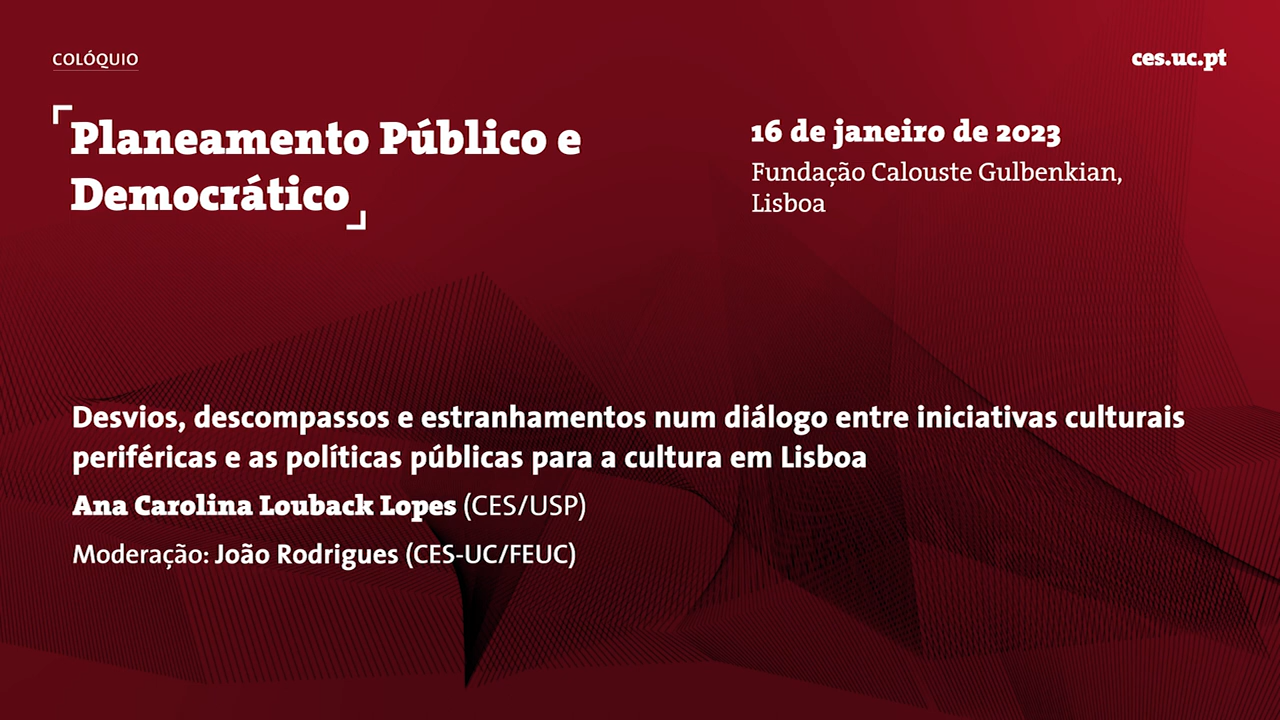 COLÓQUIO
ces.uc.pt
Planeamento Público e
Democrático
16 de janeiro de 2023
Fundação Calouste Gulbenkian,
Lisboa
Desvios, descompassos e estranhamentos num diálogo entre iniciativas culturais
periféricas e as políticas públicas para a cultura em Lisboa
Ana Carolina Louback Lopes (CES/USP)
Moderação: João Rodrigues (CES-UC/FEUC)